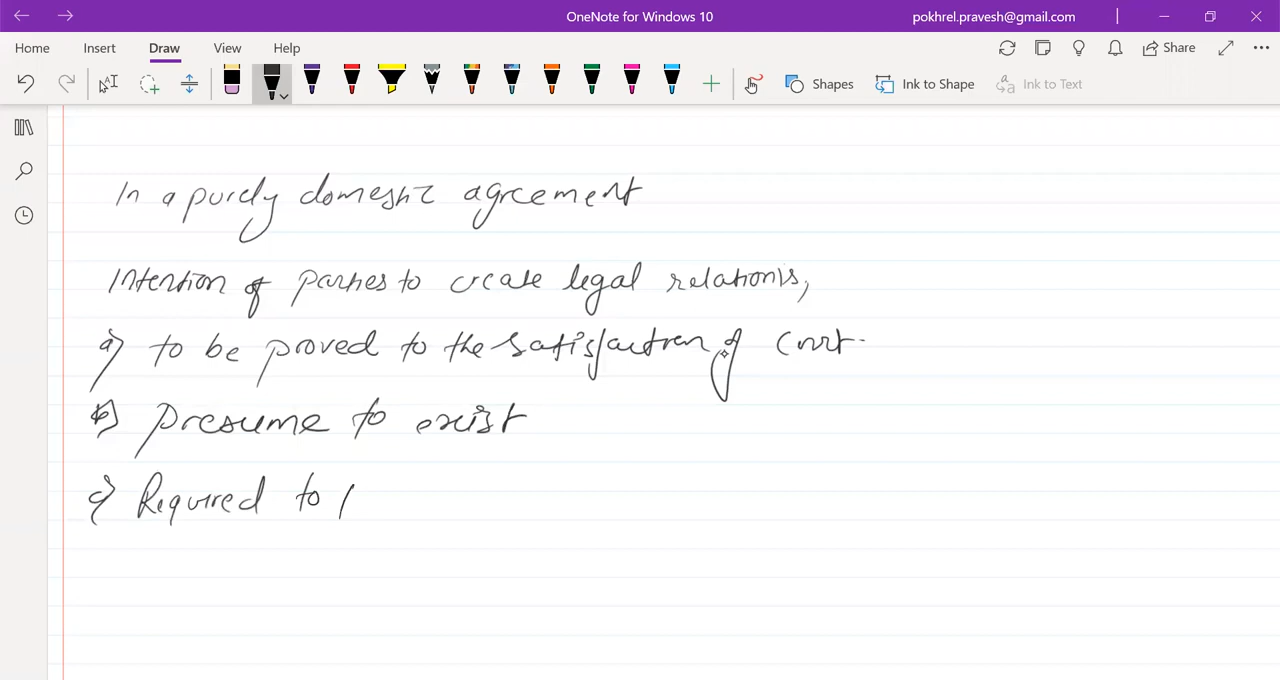 OneNote for Windows 10
pokhrel.pravesh@gmail.com
Home Insert Draw View Help
Share
Shapes Ink to Shape Ink to Text
In a purely domestic agreement
Intention of parties to create legal relations,
a) to be proved to the satisfaction of Court.
b) Presume to exist
c) Required to